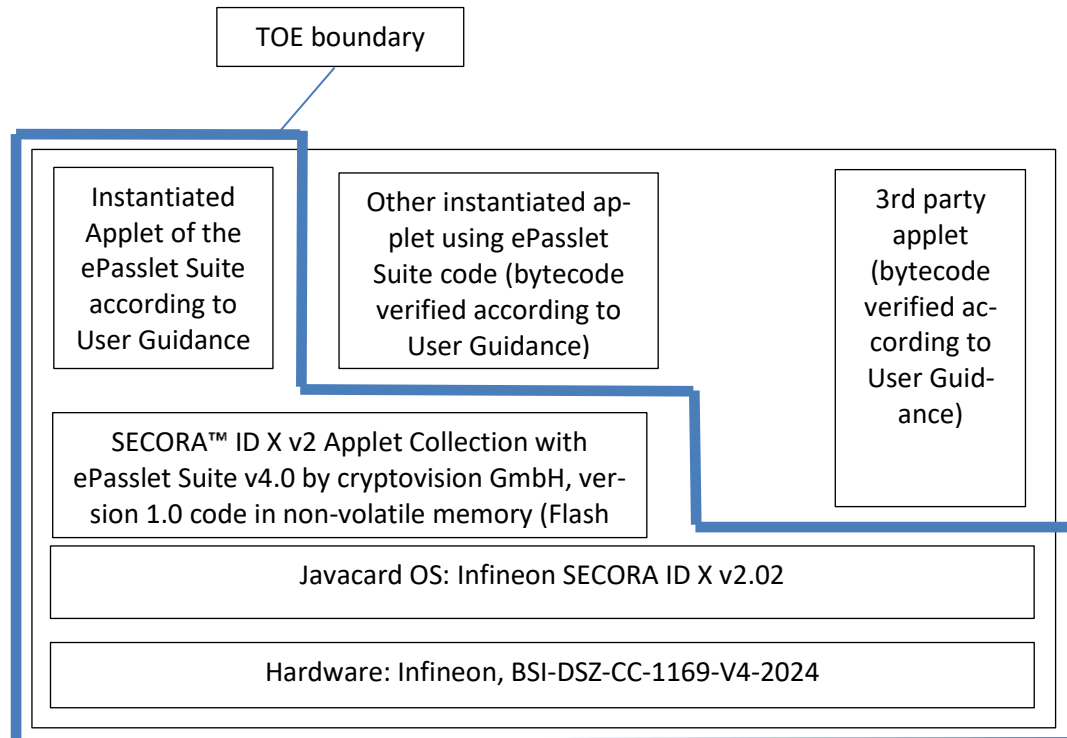 TOE boundary
Instantiated
Applet of the
ePasslet Suite
according to
User Guidance
Other instantiated ap-
plet using ePasslet
Suite code (bytecode
verified according to
User Guidance)
3rd party
applet
(bytecode
verified ac-
cording to
User Guid-
ance)
SECORA™ ID X v2 Applet Collection with
ePasslet Suite v4.0 by cryptovision GmbH, ver-
sion 1.0 code in non-volatile memory (Flash
Javacard OS: Infineon SECORA ID X v2.02
Hardware: Infineon, BSI-DSZ-CC-1169-V4-2024